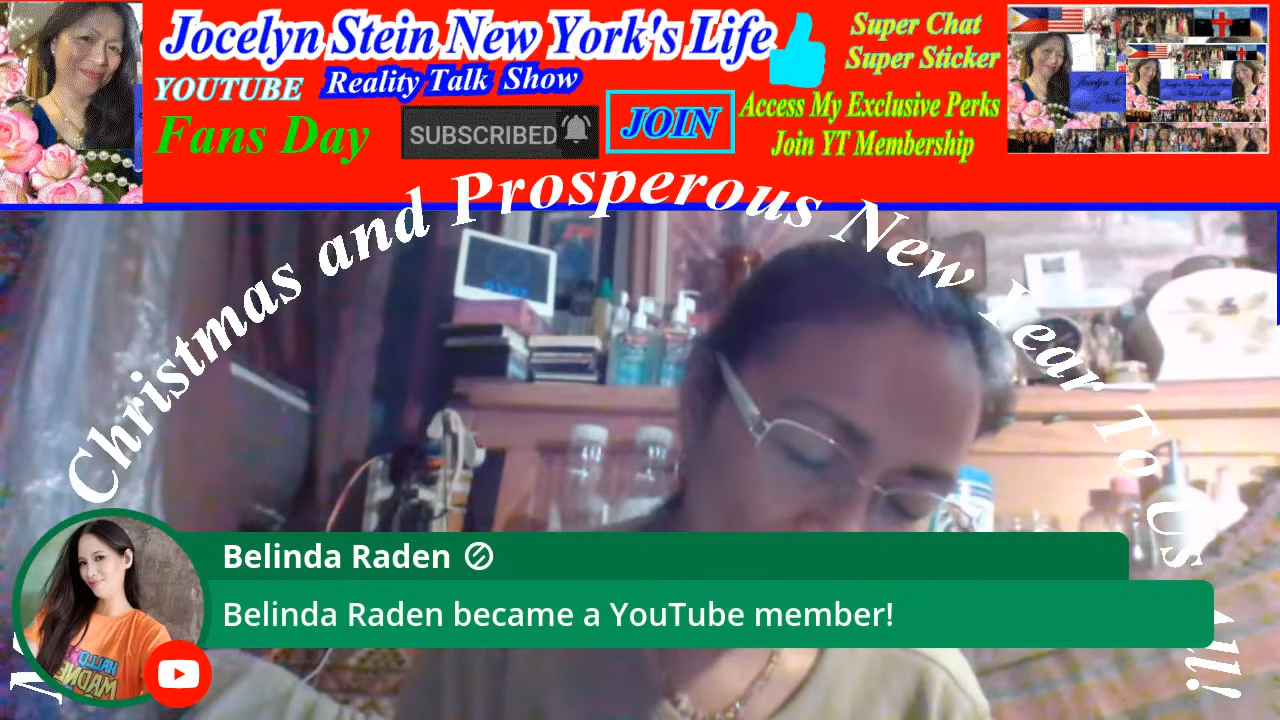 Jocelyn Stein New York's Life
Super Chat
Super Sticker
YOUTUBE
Reality Talk Show
Fans Day
SUBSCRIBED
JOIN
Access My Exclusive Perks
Join YT Membership
Christmas and Prosperous New Year To Us All!
Belinda Raden
Belinda Raden became a YouTube member!